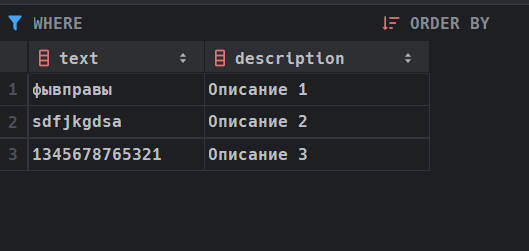 WHERE ORDER BY
text description
1 фывправы Описание 1
2 sdfjkgdsa Описание 2
3 1345678765321 Описание 3